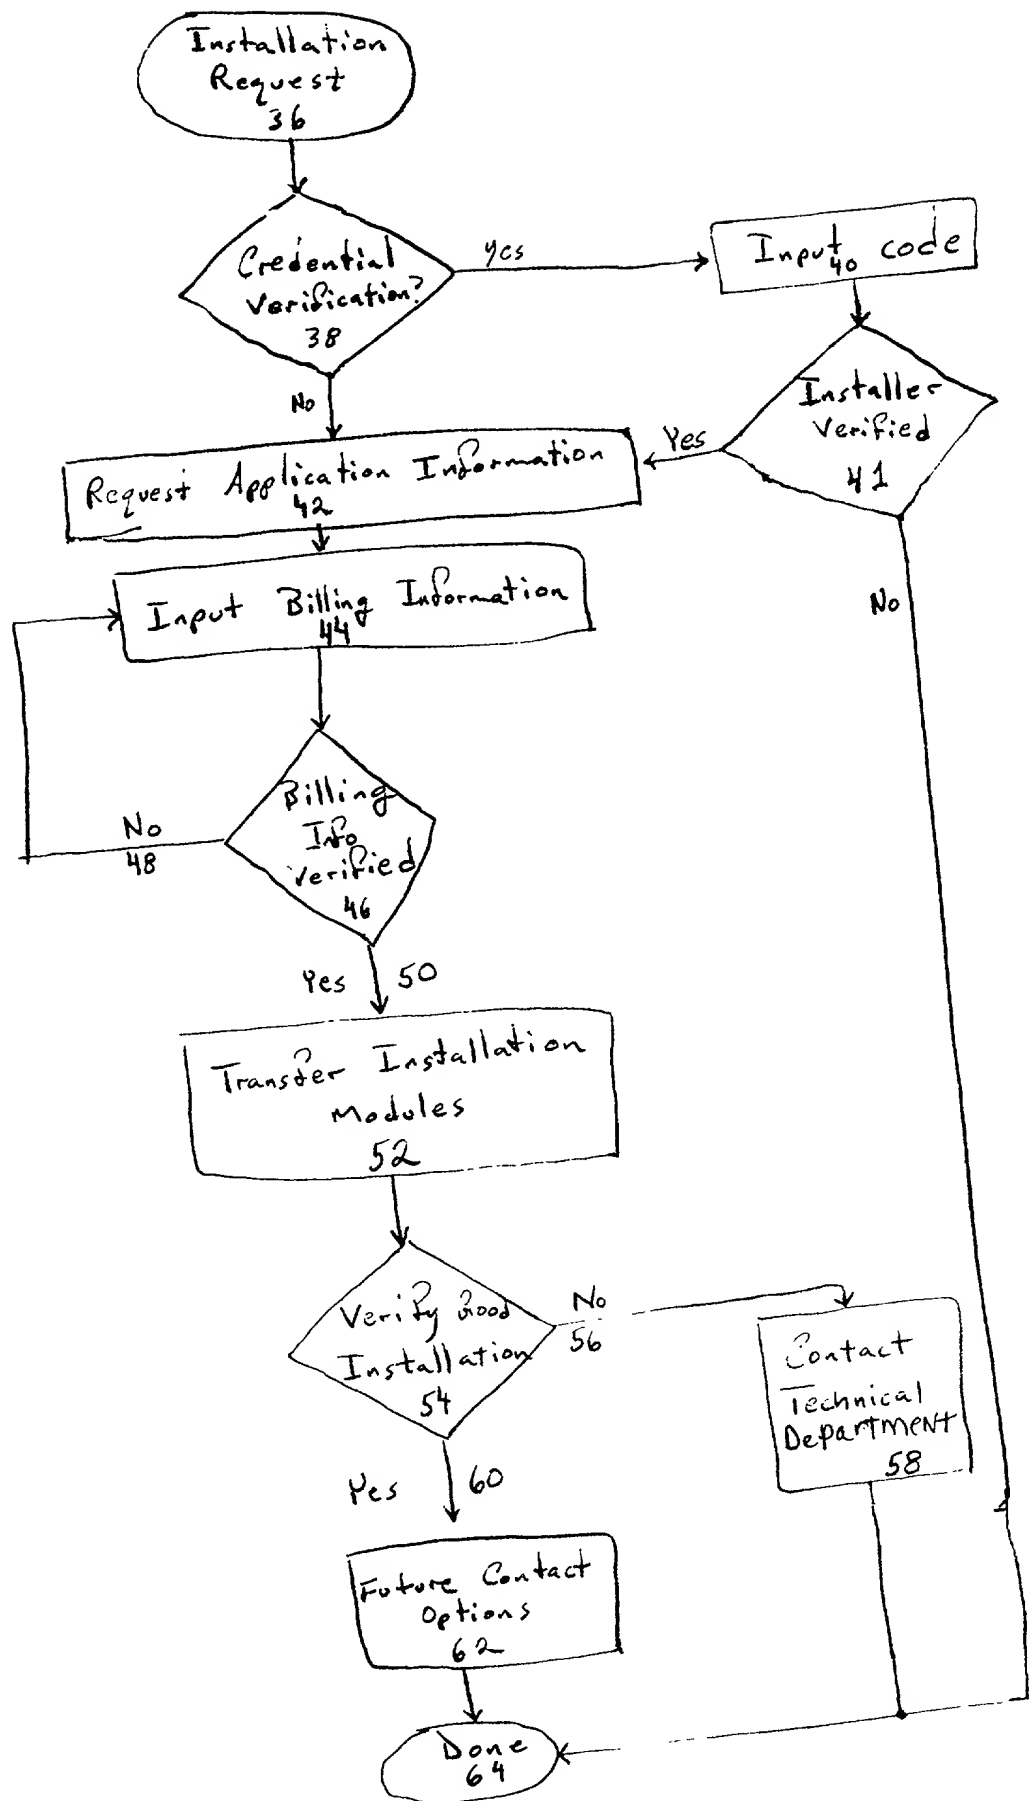 Installation
Request
36
Credential
Verification?
38
yes
Input code
40
Installer
Verified
41
No
Yes
Request Application Information
42
No
Input Billing Information
44
Billing
Info
Verified
46
No
48
Yes 50
Transfer Installation
Modules
52
Verify Good
Installation
54
No
56
Contact
Technical
Department
58
Yes 60
Future Contact
Options
62
Done
64